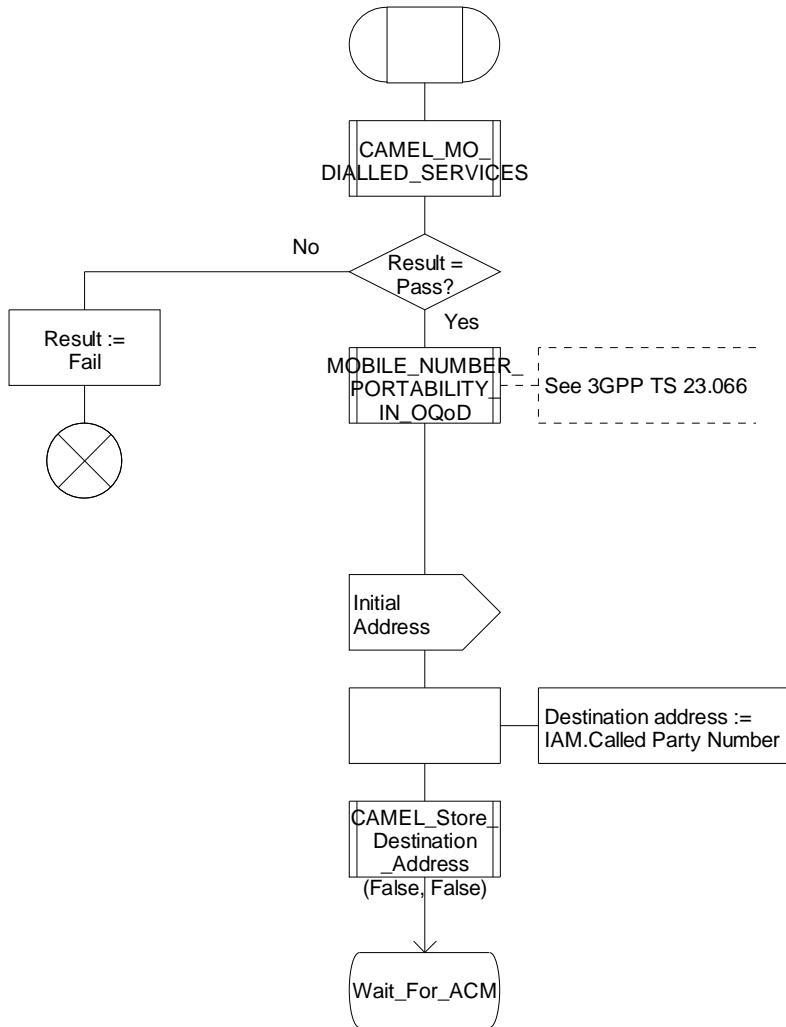 CAMEL_MO_
DIALLED_SERVICES
No
Result =
Pass?
Yes
Result :=
Fail
MOBILE_NUMBER_
PORTABILITY_
IN_OQoD
See 3GPP TS 23.066
Initial
Address
Destination address :=
IAM.Called Party Number
CAMEL_Store_
Destination
_Address
(False, False)
Wait_For_ACM